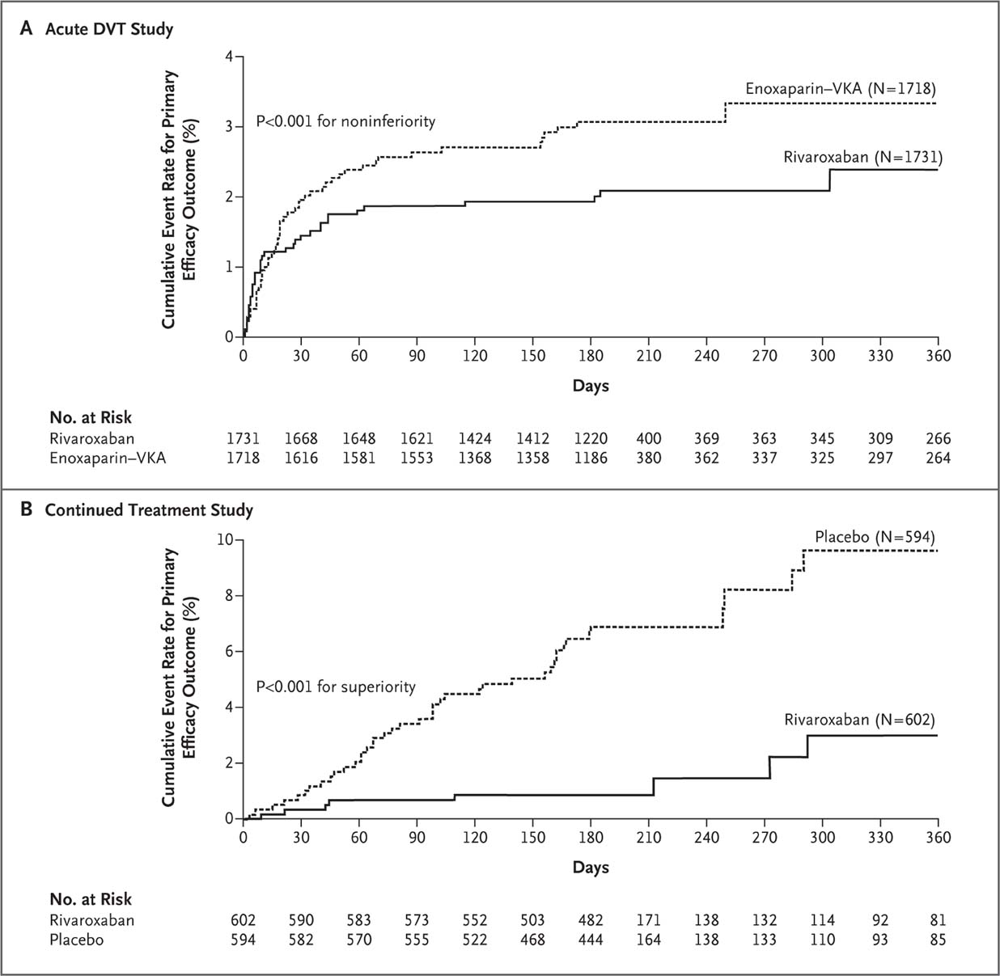 A Acute DVT Study
Cumulative Event Rate for Primary
Efficacy Outcome (%)
4
3
2
1
0
P<0.001 for noninferiority
Enoxaparin–VKA (N=1718)
Rivaroxaban (N=1731)
0 30 60 90 120 150 180 210 240 270 300 330 360
Days
No. at Risk
Rivaroxaban 1731 1668 1648 1621 1424 1412 1220 400 369 363 345 309 266
Enoxaparin–VKA 1718 1616 1581 1553 1368 1358 1186 380 362 337 325 297 264
B Continued Treatment Study
Cumulative Event Rate for Primary
Efficacy Outcome (%)
10
8
6
4
2
0
Placebo (N=594)
P<0.001 for superiority
Rivaroxaban (N=602)
0 30 60 90 120 150 180 210 240 270 300 330 360
Days
No. at Risk
Rivaroxaban 602 590 583 573 552 503 482 171 138 132 114 92 81
Placebo 594 582 570 555 522 468 444 164 138 133 110 93 85